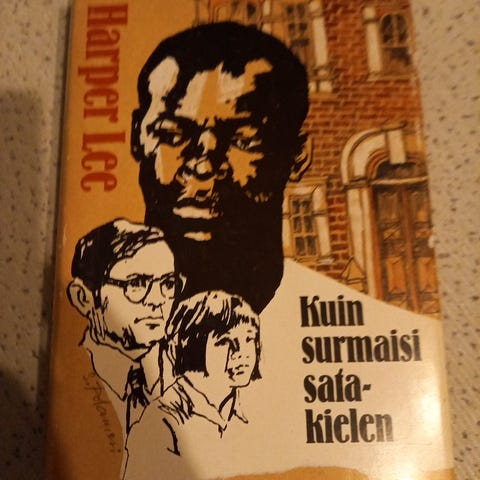 Harper Lee
Kuin
surmaisi
sata-
kielen